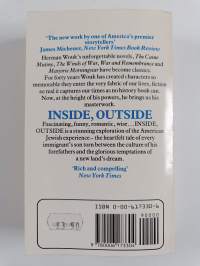 "The new work by one of America's premier
storytellers"
James Michener, New York Times Book Review
Herman Wouk's unforgettable novels, The Caine
Mutiny, The Winds of War, War and Remembrance and
Marjorie Morningstar have become classics.
For forty years Wouk has created characters so
memorable they enter the very fabric of our lives, fiction
so real it captures our times as no history book can.
Now, at the height of his powers, he brings us his
masterwork.
INSIDE, OUTSIDE
Fascinating, funny, romantic, wise... INSIDE,
OUTSIDE is a stunning exploration of the American
Jewish experience – the heartfelt tale of every
immigrant's son torn between the culture of his
forefathers and the glorious temptations of
a new land's dream.
'Rich and compelling'
New York Times
ISBN 0-00-617330-6
90000
9 780006 173304